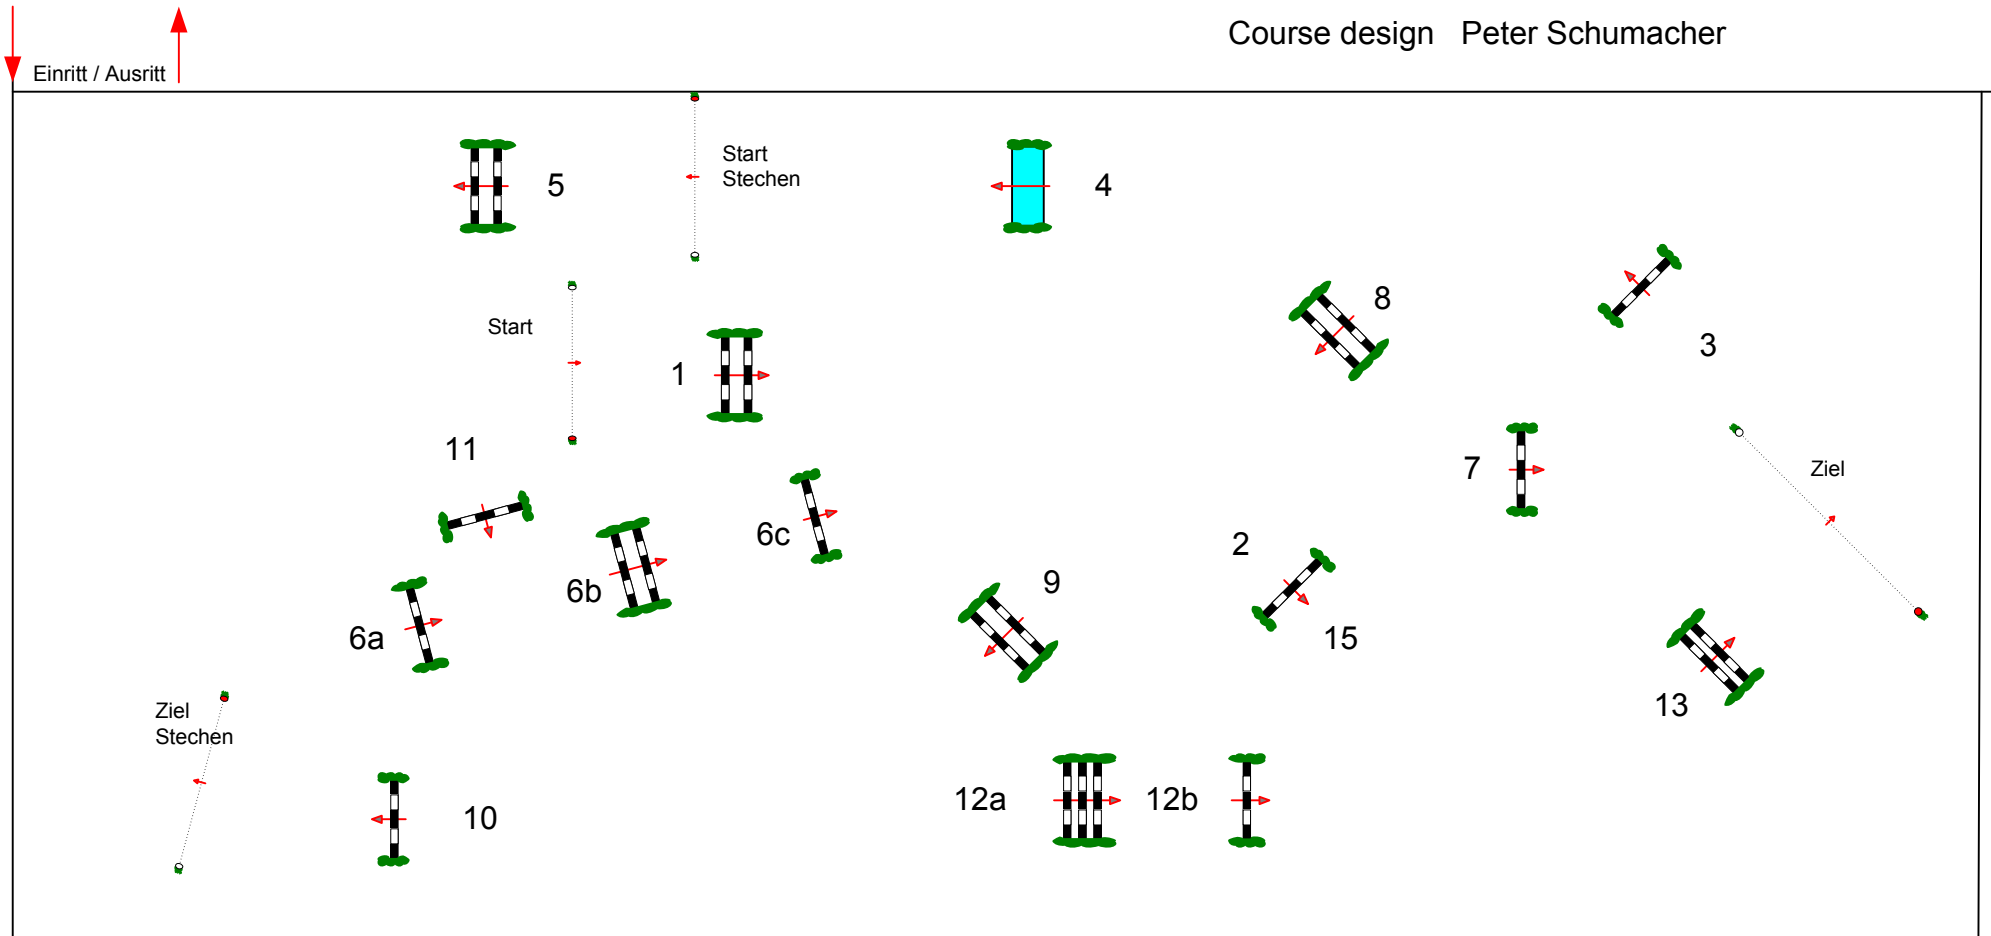 Course design Peter Schumacher
Einritt / Ausritt
5
Start
Stechen
4
8
3
Start
1
11
7
Ziel
6c
2
9
6b
6a
15
13
Ziel
Stechen
12a
12b
10